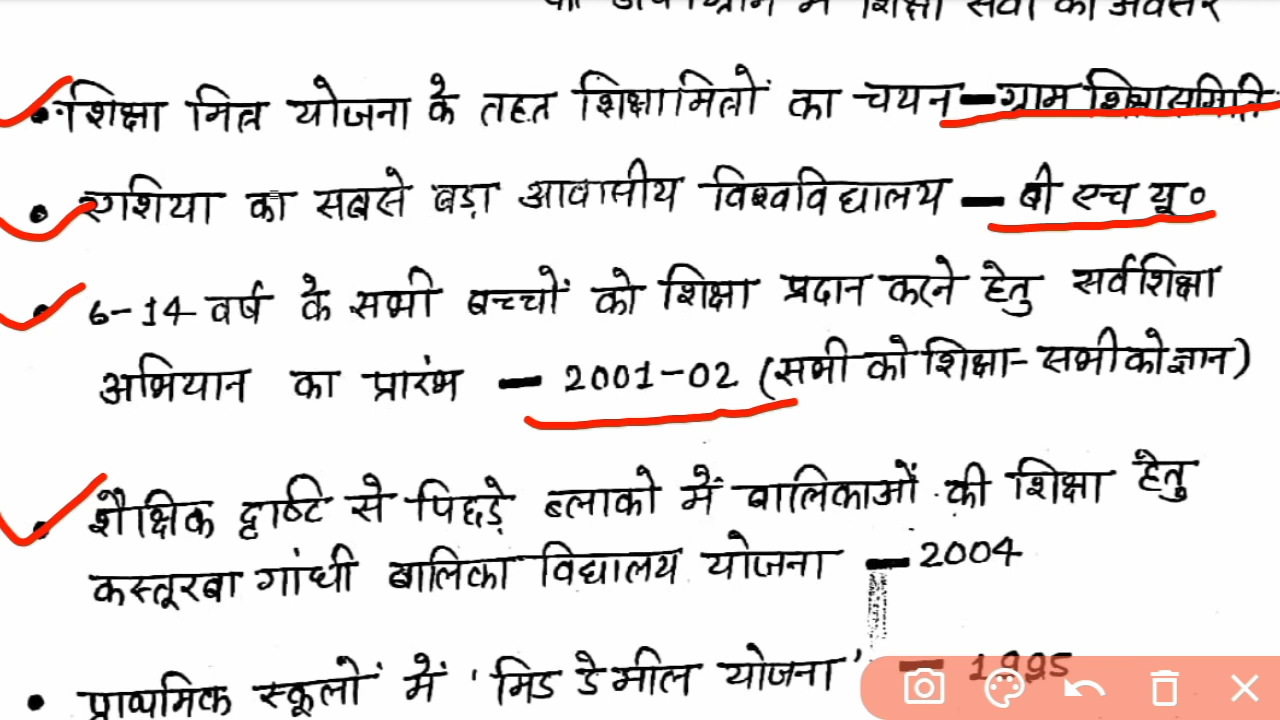 में शिक्षा सेवा का अवसर
• शिक्षा मित्र योजना के तहत शिक्षामित्रों का चयन - ग्राम शिक्षा समिति
• एशिया का सबसे बड़ा आवासीय विश्वविद्यालय - बी एच यू०
• 6-14 वर्ष के सभी बच्चों को शिक्षा प्रदान करने हेतु सर्व शिक्षा
अभियान का प्रारंभ - 2001-02 (सभी को शिक्षा - सभी को ज्ञान)
• शैक्षिक दृष्टि से पिछड़े ब्लाको में बालिकाओं की शिक्षा हेतु
कस्तूरबा गांधी बालिका विद्यालय योजना - 2004
• प्राथमिक स्कूलों में 'मिड डे मील योजना' - 1995